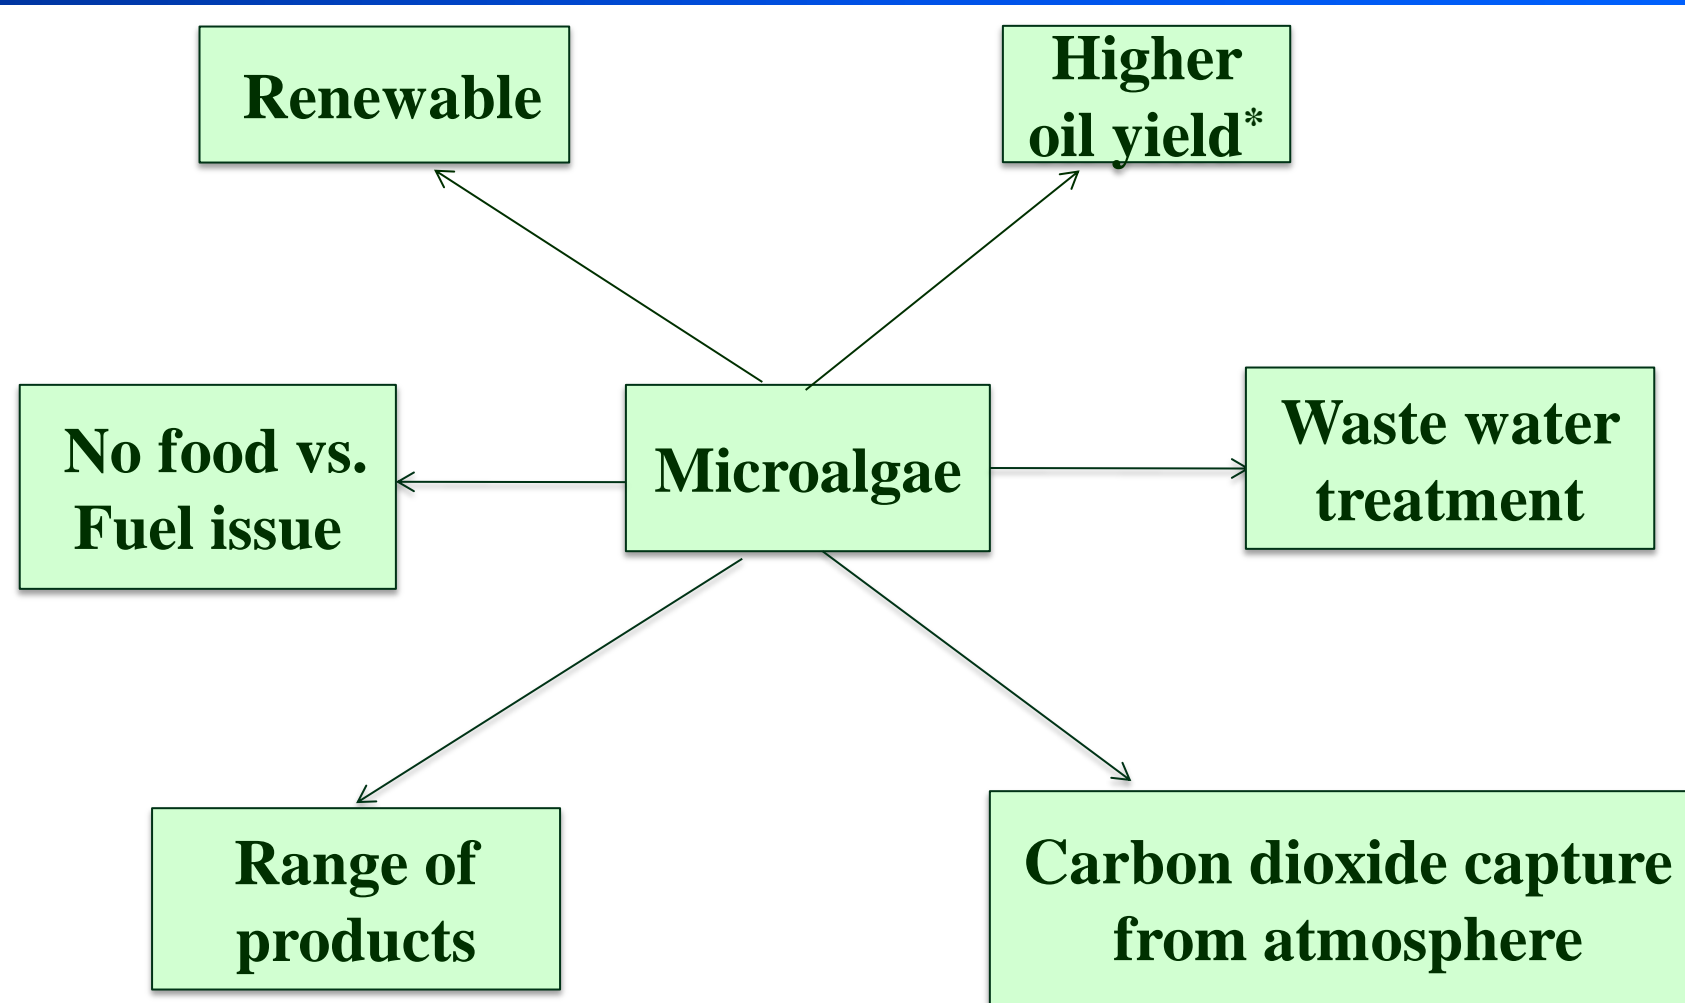 Renewable
Higher
oil yield*
No food vs.
Fuel issue
Microalgae
Waste water
treatment
Range of
products
Carbon dioxide capture
from atmosphere